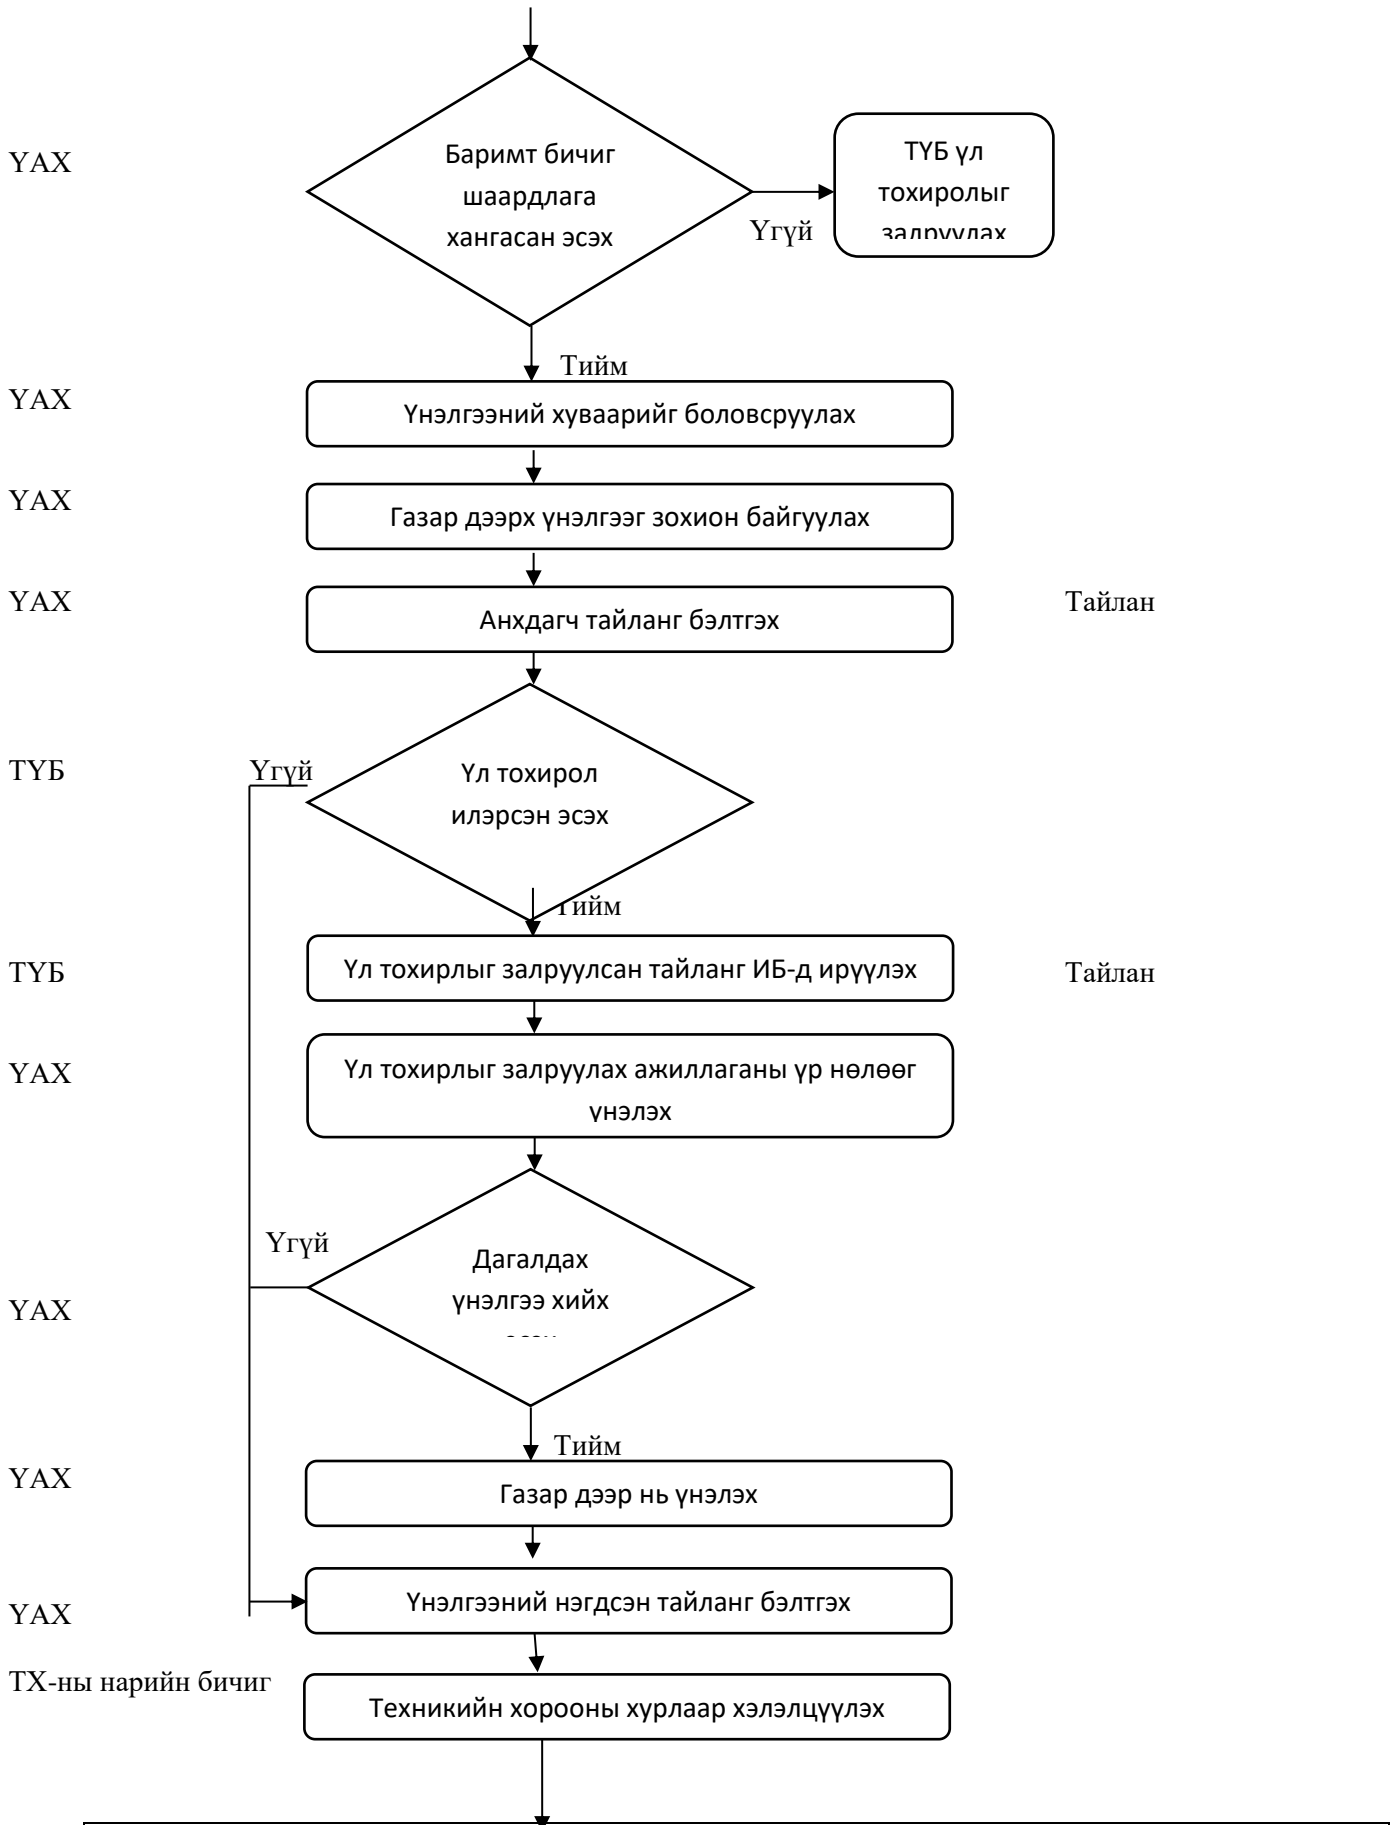 ҮАХ
Баримт бичиг
шаардлага
хангасан эсэх
Үгүй
ТҮБ үл
тохиролыг
залруулах
Тийм
ҮАХ
Үнэлгээний хуваарийг боловсруулах
ҮАХ
Газар дээрх үнэлгээг зохион байгуулах
ҮАХ
Анхдагч тайланг бэлтгэх
Тайлан
ТҮБ
Үгүй
Үл тохирол
илэрсэн эсэх
Тийм
ТҮБ
Үл тохирлыг залруулсан тайланг ИБ-д ирүүлэх
Тайлан
ҮАХ
Үл тохирлыг залруулах ажиллаганы үр нөлөөг
үнэлэх
Үгүй
Дагалдах
үнэлгээ хийх
ҮАХ
Тийм
ҮАХ
Газар дээр нь үнэлэх
ҮАХ
Үнэлгээний нэгдсэн тайланг бэлтгэх
ТХ-ны нарийн бичиг
Техникийн хорооны хурлаар хэлэлцүүлэх